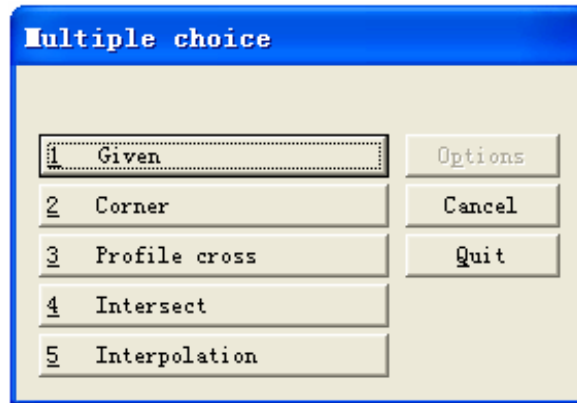 Multiple choice
1 Given
Options
2 Corner
Cancel
3 Profile cross
Quit
4 Intersect
5 Interpolation